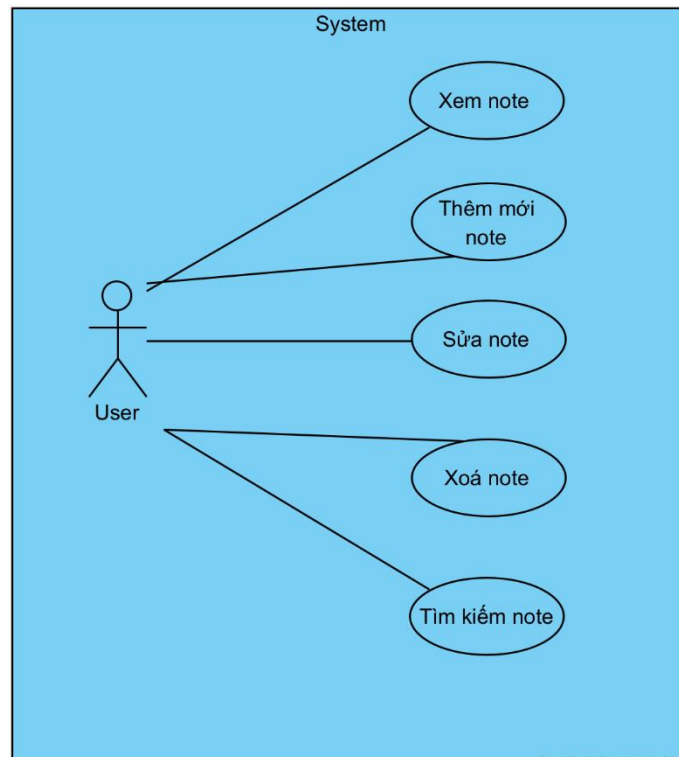 System
Xem note
Thêm mới
note
Sửa note
User
Xoá note
Tìm kiếm note